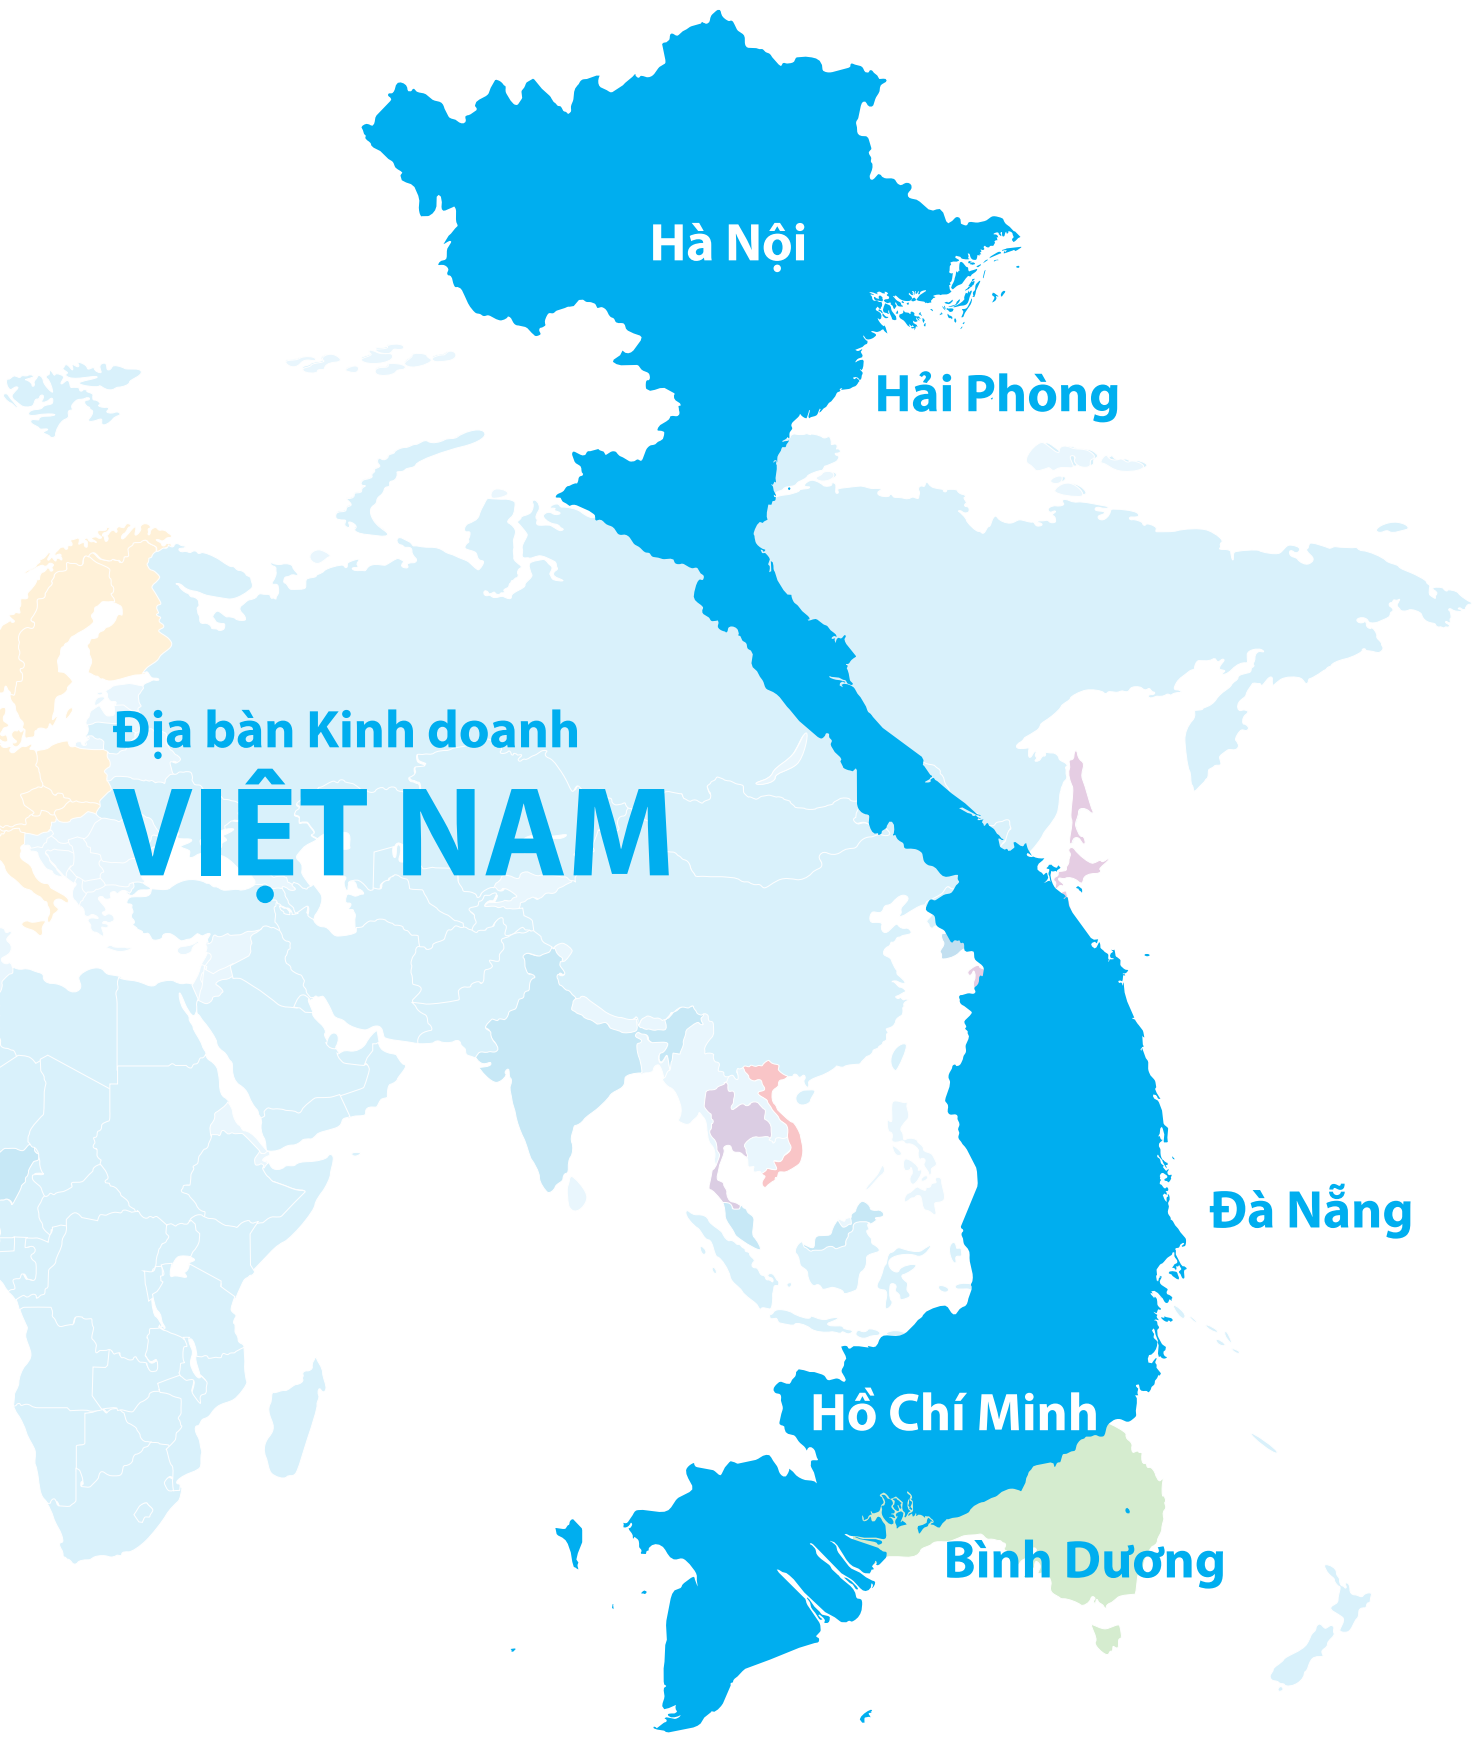 Hà Nội
Hải Phòng
Địa bàn Kinh doanh
VIỆT NAM
Đà Nẵng
Hồ Chí Minh
Bình Dương